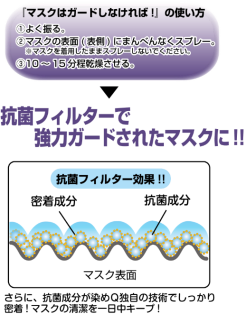 『マスクはガードしなければ！』の使い方
①よく振る。
②マスクの表面(表側)にまんべんなくスプレー。
※マスクを着用したままスプレーしないでください。
③10～15分程乾燥させる。
抗菌フィルターで
強力ガードされたマスクに!!
抗菌フィルター効果!!
密着成分
抗菌成分
マスク表面
さらに、抗菌成分が染めQ独自の技術でしっかり
密着！マスクの清潔を一日中キープ！